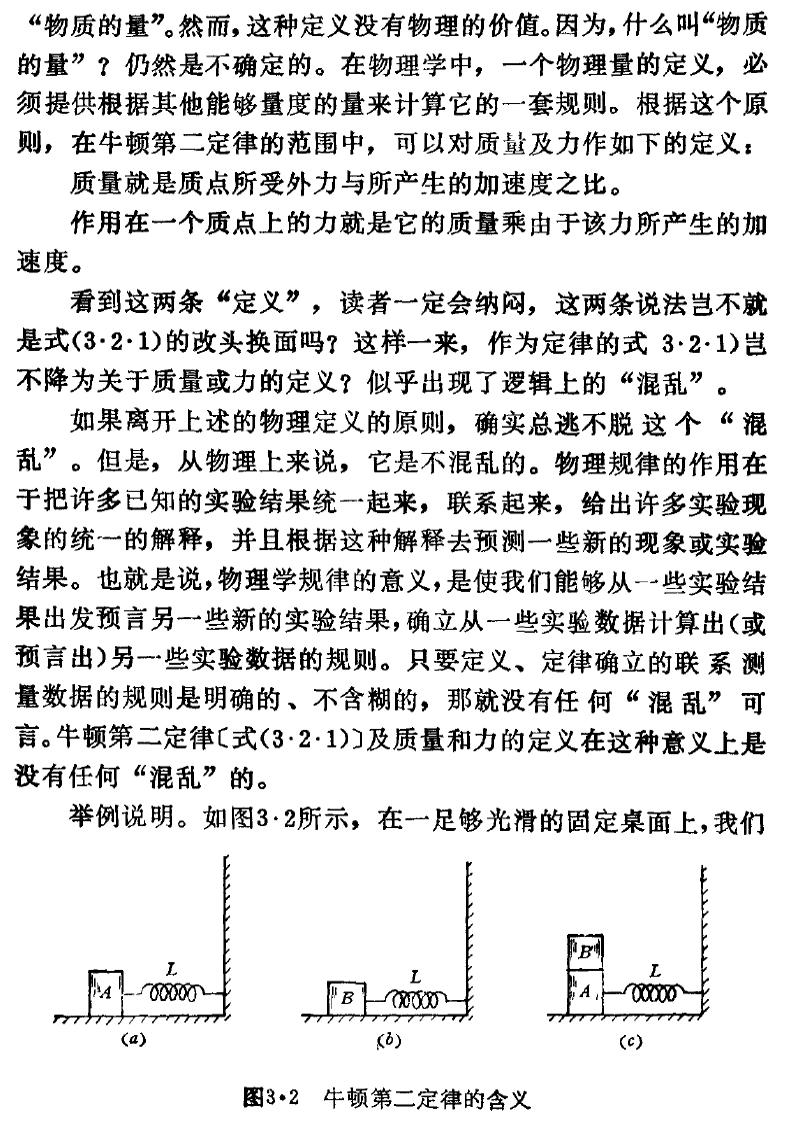 “物质的量”。然而，这种定义没有物理的价值。因为，什么叫“物质
的量”？仍然是不确定的。在物理学中，一个物理量的定义，必
须提供根据其他能够量度的量来计算它的一套规则。根据这个原
则，在牛顿第二定律的范围中，可以对质量及力作如下的定义：
质量就是质点所受外力与所产生的加速度之比。
作用在一个质点上的力就是它的质量乘由于该力所产生的加
速度。
看到这两条“定义”，读者一定会纳闷，这两条说法岂不就
是式(3·2·1)的改头换面吗？这样一来，作为定律的式 3·2·1)岂
不降为关于质量或力的定义？似乎出现了逻辑上的“混乱”。
如果离开上述的物理定义的原则，确实总逃不脱这个“混
乱”。但是，从物理上来说，它是不混乱的。物理规律的作用在
于把许多已知的实验结果统一起来，联系起来，给出许多实验现
象的统一的解释，并且根据这种解释去预测一些新的现象或实验
结果。也就是说，物理学规律的意义，是使我们能够从一些实验结
果出发预言另一些新的实验结果，确立从一些实验数据计算出(或
预言出)另一些实验数据的规则。只要定义、定律确立的联系测
量数据的规则是明确的、不含糊的，那就没有任何“混乱”可
言。牛顿第二定律〔式(3·2·1)〕及质量和力的定义在这种意义上是
没有任何“混乱”的。
举例说明。如图3·2所示，在一足够光滑的固定桌面上，我们
A L
B L
B A L
(a) (b) (c)
图3·2 牛顿第二定律的含义